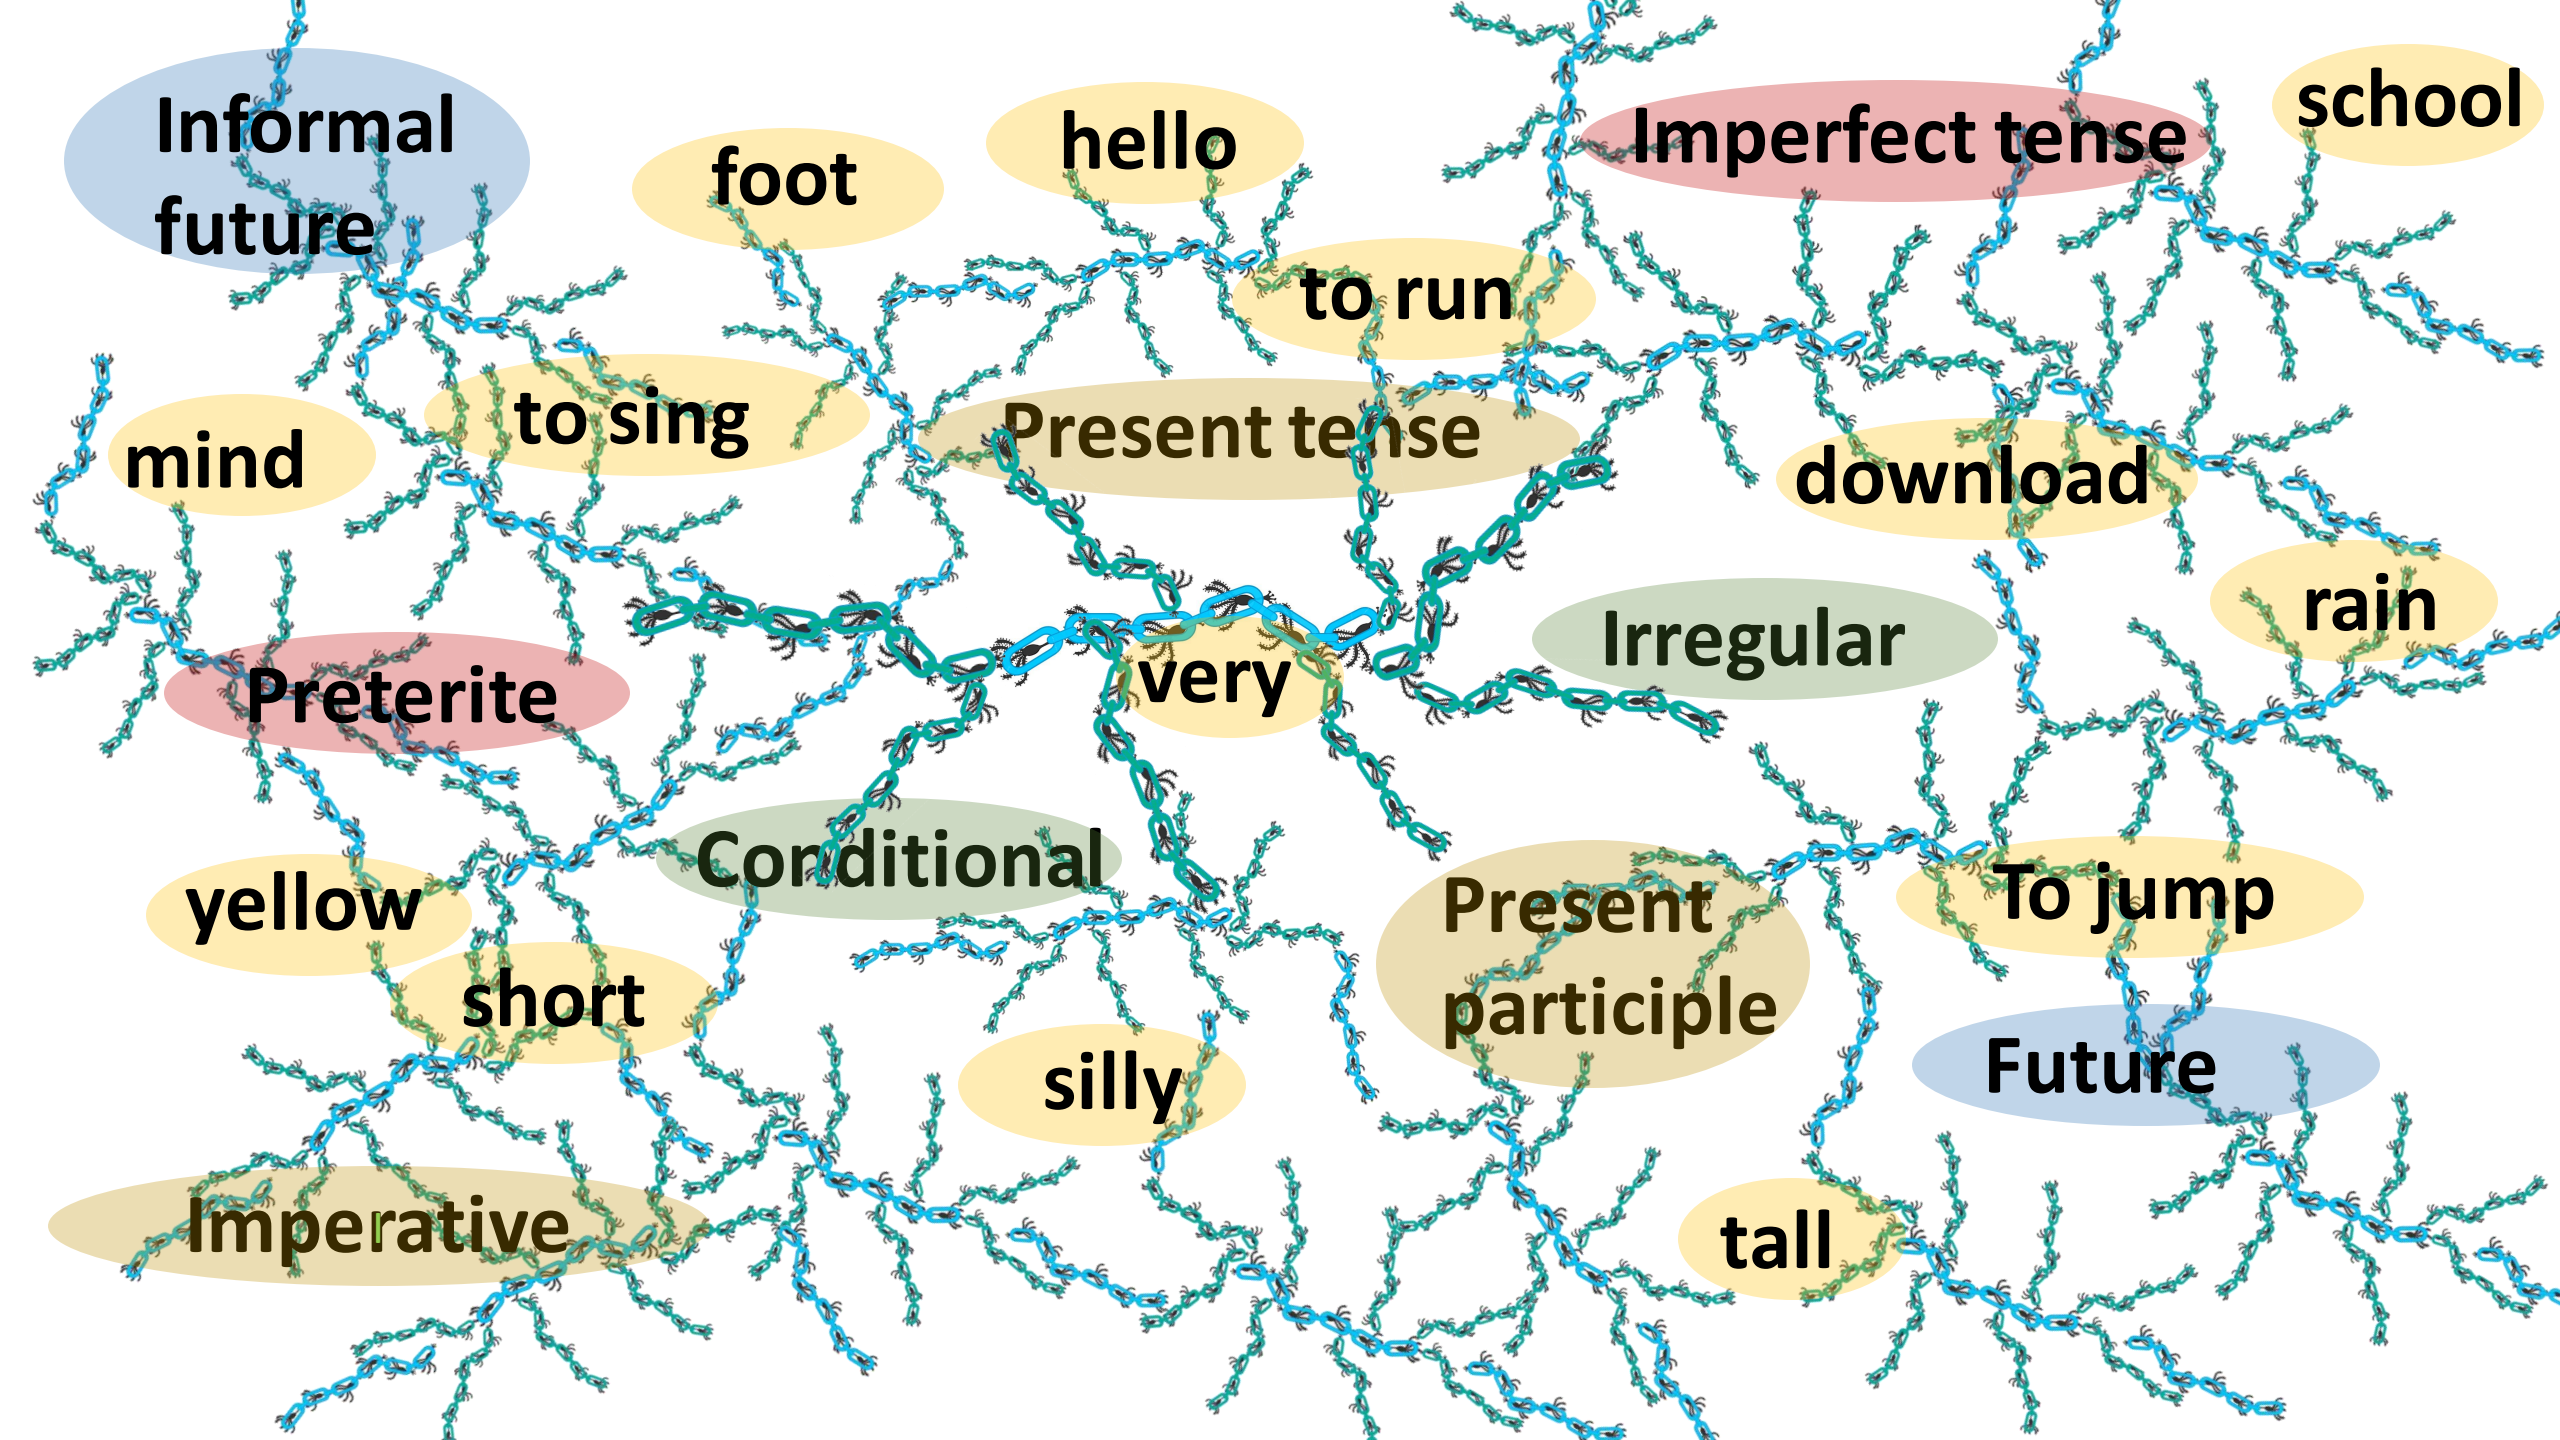 Informal
future
foot
hello
Imperfect tense
school
to run
mind
to sing
Present tense
download
rain
Preterite
very
Irregular
yellow
Conditional
short
Present
participle
To jump
silly
Future
Imperative
tall